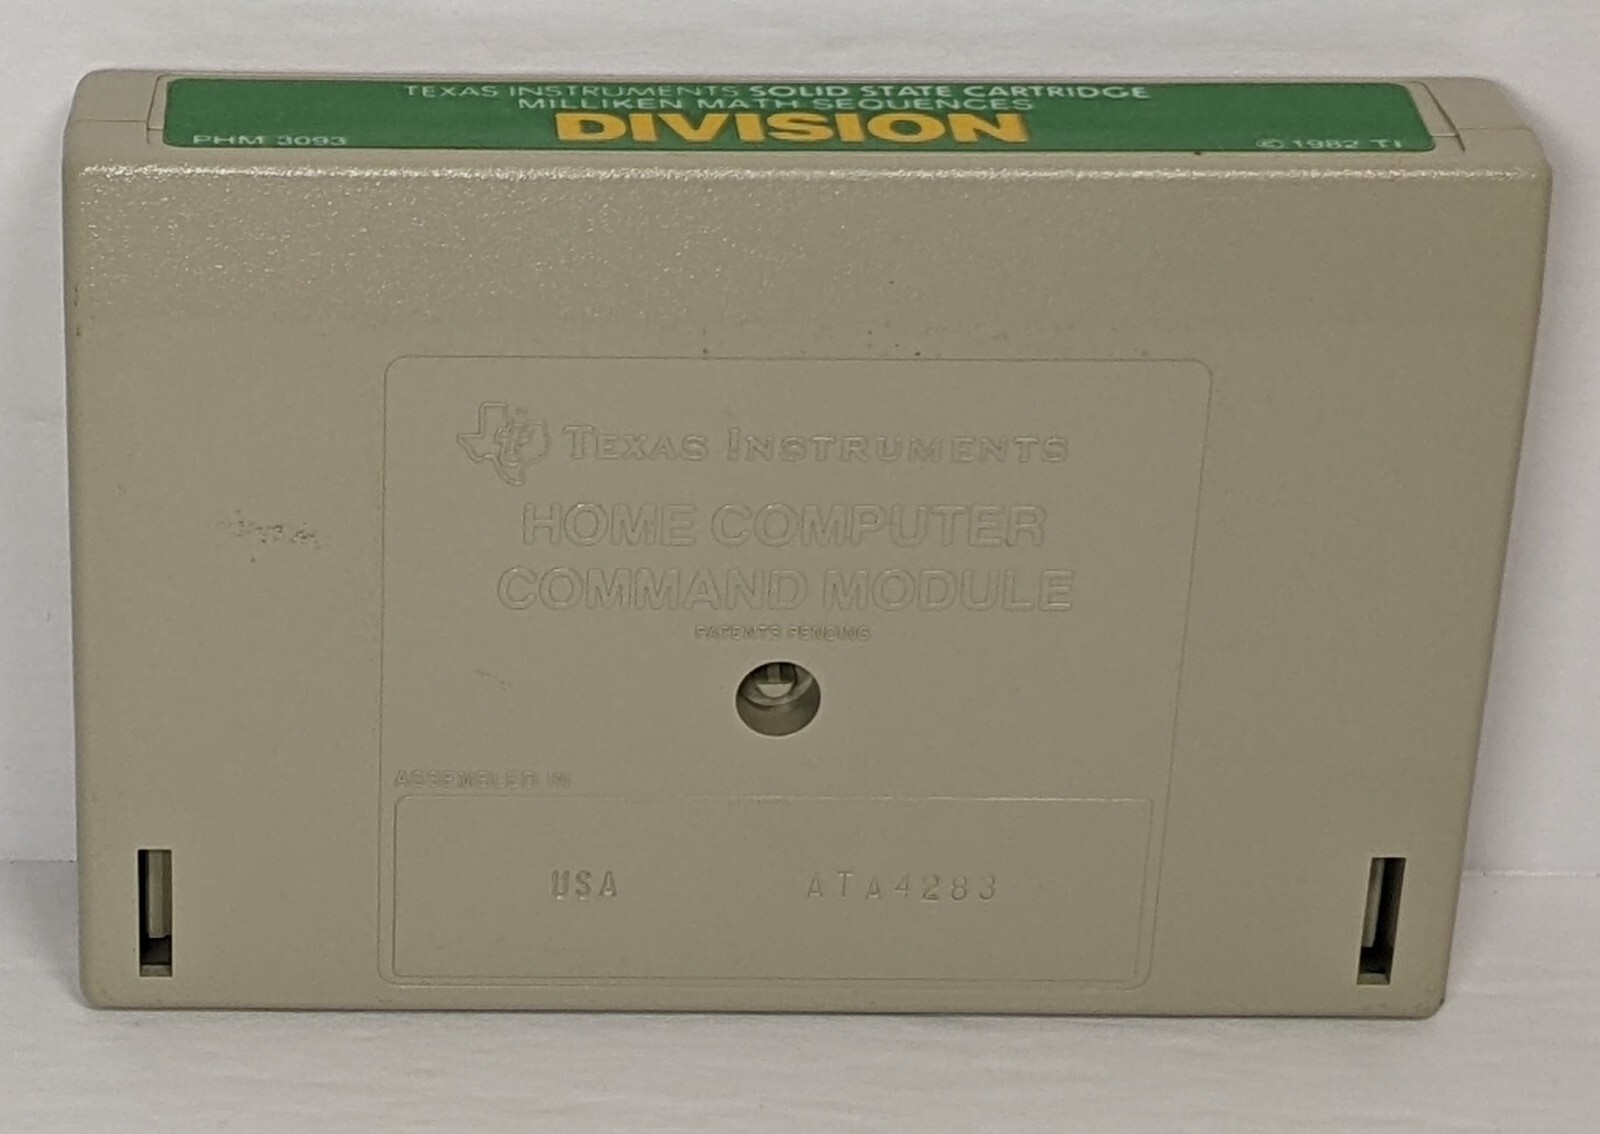 TEXAS INSTRUMENTS SOLID STATE CARTRIDGE
MILLIKEN MATH SEQUENCES
DIVISION
PHM 3093
© 1982 TI
TEXAS INSTRUMENTS
HOME COMPUTER
COMMAND MODULE
PATENTS PENDING
ASSEMBLED IN
USA ATA4283